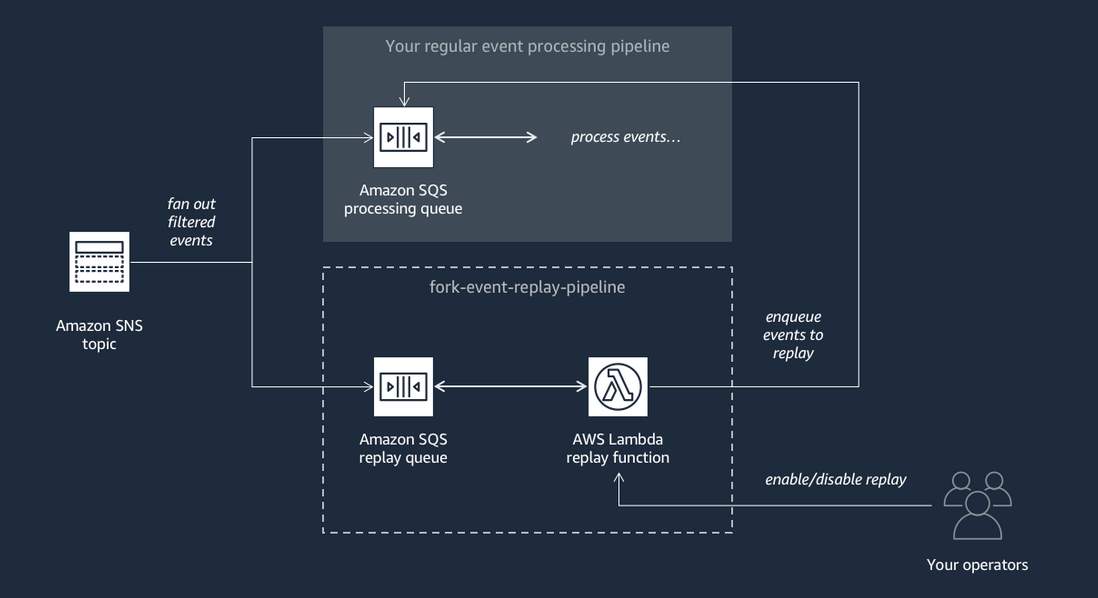 Your regular event processing pipeline
process events...
Amazon SQS
processing queue
fan out
filtered
events
Amazon SNS
topic
fork-event-replay-pipeline
enqueue
events to
replay
Amazon SQS
replay queue
AWS Lambda
replay function
enable/disable replay
Your operators